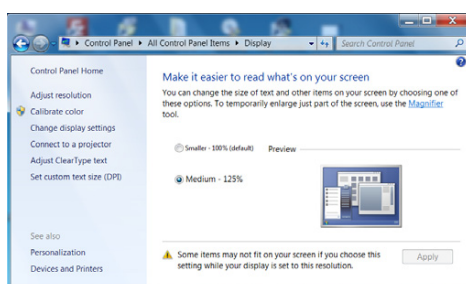 Control Panel ▸ All Control Panel Items ▸ Display
Search Control Panel
Control Panel Home
Adjust resolution
Calibrate color
Change display settings
Connect to a projector
Adjust ClearType text
Set custom text size (DPI)
See also
Personalization
Devices and Printers
Make it easier to read what's on your screen
You can change the size of text and other items on your screen by choosing one of
these options. To temporarily enlarge just part of the screen, use the Magnifier
tool.
Smaller - 100% (default)
Preview
Medium - 125%
Some items may not fit on your screen if you choose this
setting while your display is set to this resolution.
Apply